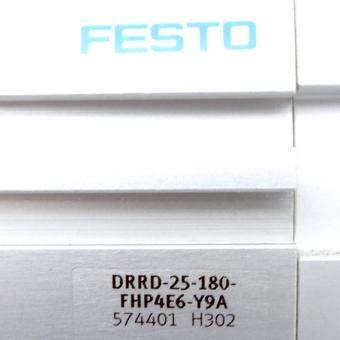 FESTO
DRRD-25-180-
FHP4E6-Y9A
574401 H302